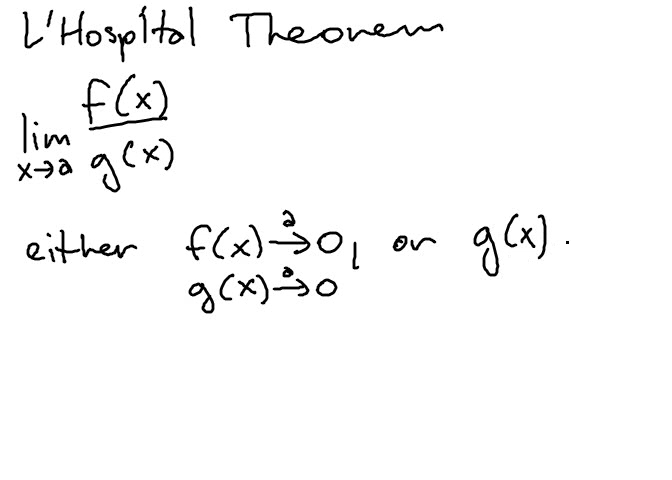 L'Hospital Theorem
lim x→a f(x)/g(x)
either f(x) →ᵃ 0, or g(x).
g(x) →ᵃ 0